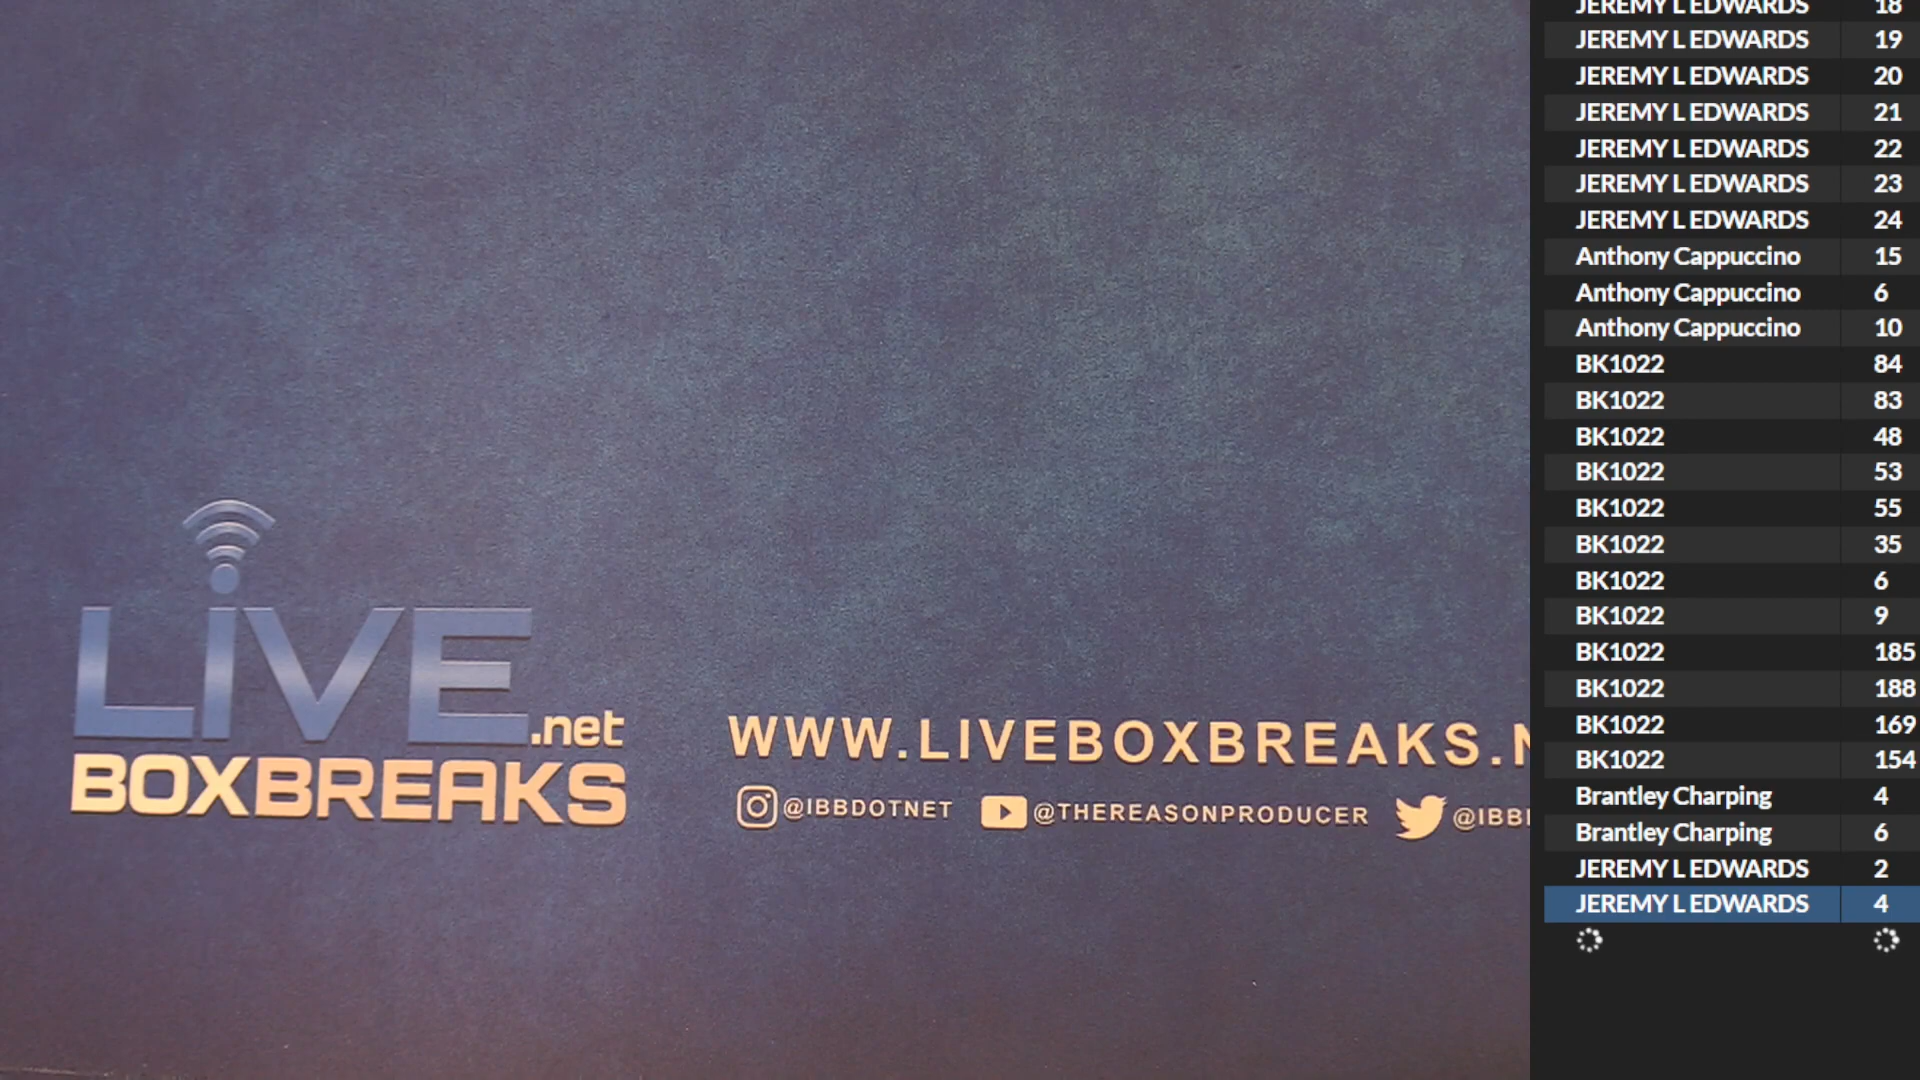 LIVE.net
BOXBREAKS
WWW.LIVEBOXBREAKS.
@IBBDOTNET @THEREASONPRODUCER
JEREMY L EDWARDS 18
JEREMY L EDWARDS 19
JEREMY L EDWARDS 20
JEREMY L EDWARDS 21
JEREMY L EDWARDS 22
JEREMY L EDWARDS 23
JEREMY L EDWARDS 24
Anthony Cappuccino 15
Anthony Cappuccino 6
Anthony Cappuccino 10
BK1022 84
BK1022 83
BK1022 48
BK1022 53
BK1022 55
BK1022 35
BK1022 6
BK1022 9
BK1022 185
BK1022 188
BK1022 169
BK1022 154
Brantley Charping 4
Brantley Charping 6
JEREMY L EDWARDS 2
JEREMY L EDWARDS 4